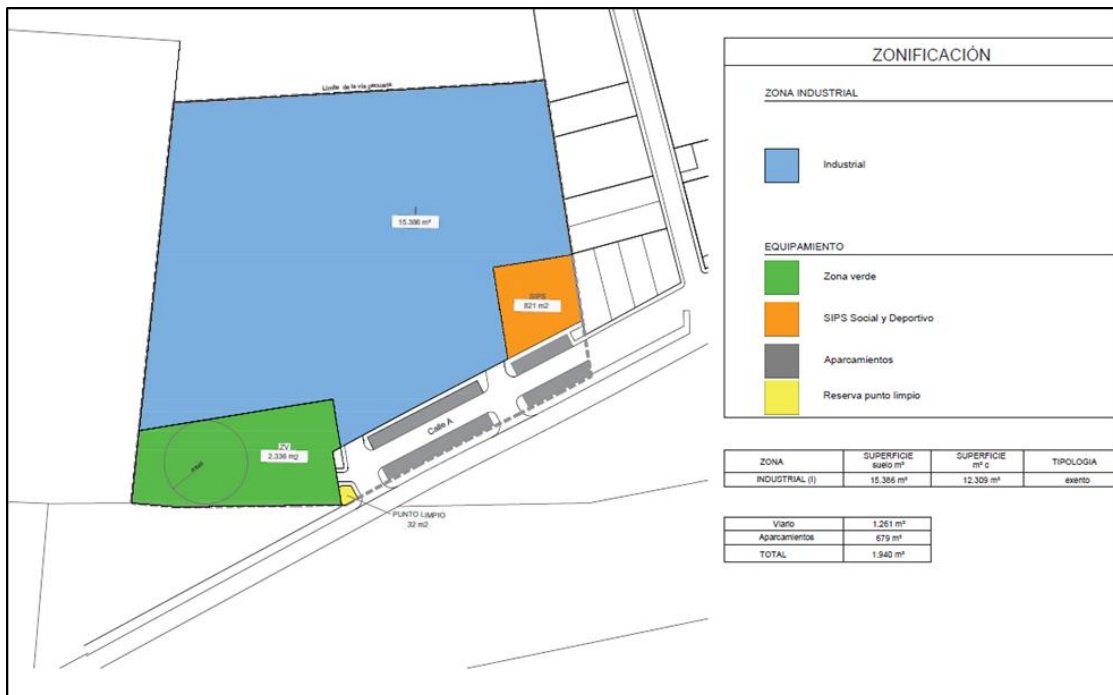 Límite de la vía pecuaria
I
15.386 m²
SIPS
821 m2
Calle A
ZV
2.336 m2
PUNTO LIMPIO
32 m2
ZONIFICACIÓN
ZONA INDUSTRIAL
Industrial
EQUIPAMIENTO
Zona verde
SIPS Social y Deportivo
Aparcamientos
Reserva punto limpio
ZONA SUPERFICIE suelo m² SUPERFICIE m² c TIPOLOGIA
INDUSTRIAL (I) 15.386 m² 12.309 m² exento
Viario 1.261 m²
Aparcamientos 679 m²
TOTAL 1.940 m²